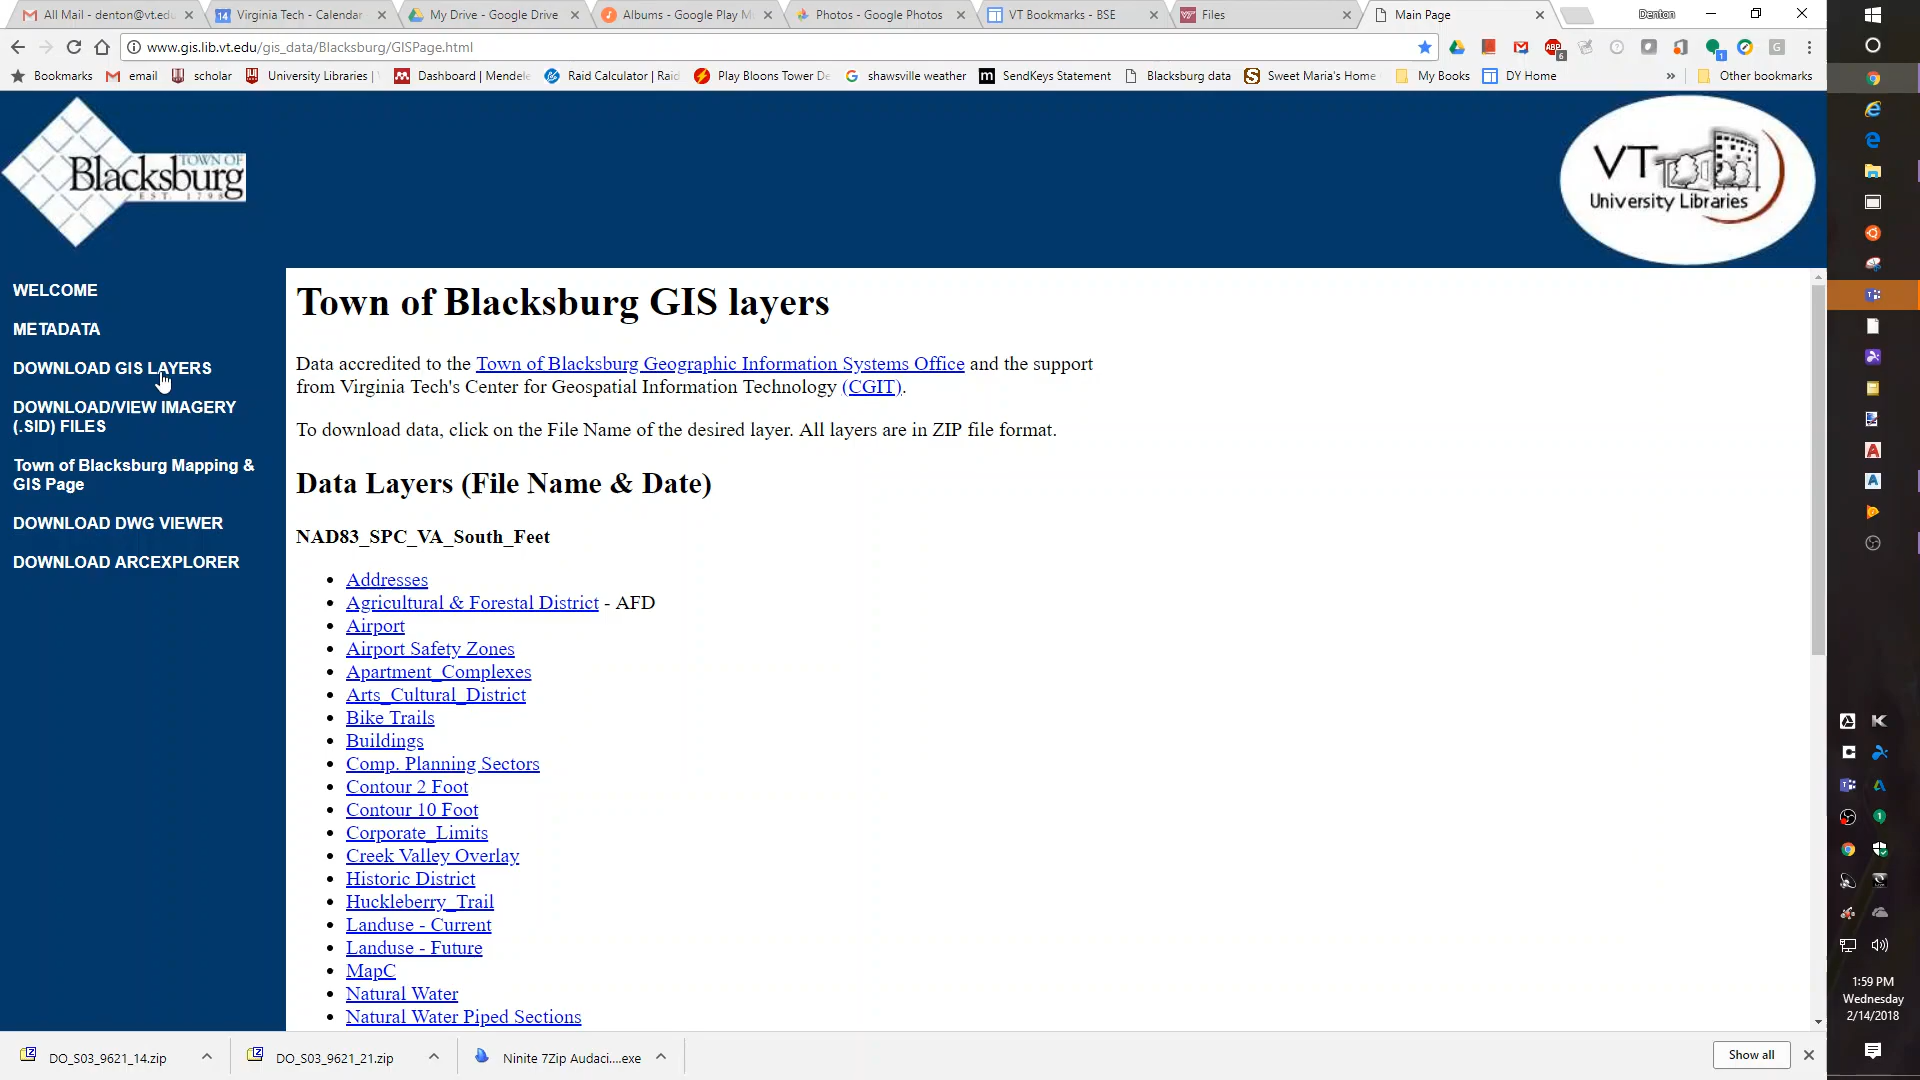 All Mail - denton@vt.edu
Virginia Tech - Calendar
My Drive - Google Drive
Albums - Google Play M
Photos - Google Photos
VT Bookmarks - BSE
Files
Main Page
Denton
www.gis.lib.vt.edu/gis_data/Blacksburg/GISPage.html
Bookmarks
email
scholar
University Libraries |
Dashboard | Mendele
Raid Calculator | Raid
Play Bloons Tower De
shawsville weather
SendKeys Statement
Blacksburg data
Sweet Maria's Home
My Books
DY Home
» Other bookmarks
TOWN OF
Blacksburg
EST. 1798
VT
University Libraries
WELCOME
METADATA
DOWNLOAD GIS LAYERS
DOWNLOAD/VIEW IMAGERY
(.SID) FILES
Town of Blacksburg Mapping &
GIS Page
DOWNLOAD DWG VIEWER
DOWNLOAD ARCEXPLORER
Town of Blacksburg GIS layers
Data accredited to the Town of Blacksburg Geographic Information Systems Office and the support
from Virginia Tech's Center for Geospatial Information Technology (CGIT).
To download data, click on the File Name of the desired layer. All layers are in ZIP file format.
Data Layers (File Name & Date)
NAD83_SPC_VA_South_Feet
• Addresses
• Agricultural & Forestal District - AFD
• Airport
• Airport Safety Zones
• Apartment_Complexes
• Arts_Cultural_District
• Bike Trails
• Buildings
• Comp. Planning Sectors
• Contour 2 Foot
• Contour 10 Foot
• Corporate_Limits
• Creek Valley Overlay
• Historic District
• Huckleberry_Trail
• Landuse - Current
• Landuse - Future
• MapC
• Natural Water
• Natural Water Piped Sections
DO_S03_9621_14.zip
DO_S03_9621_21.zip
Ninite 7Zip Audaci....exe
Show all
1:59 PM
Wednesday
2/14/2018